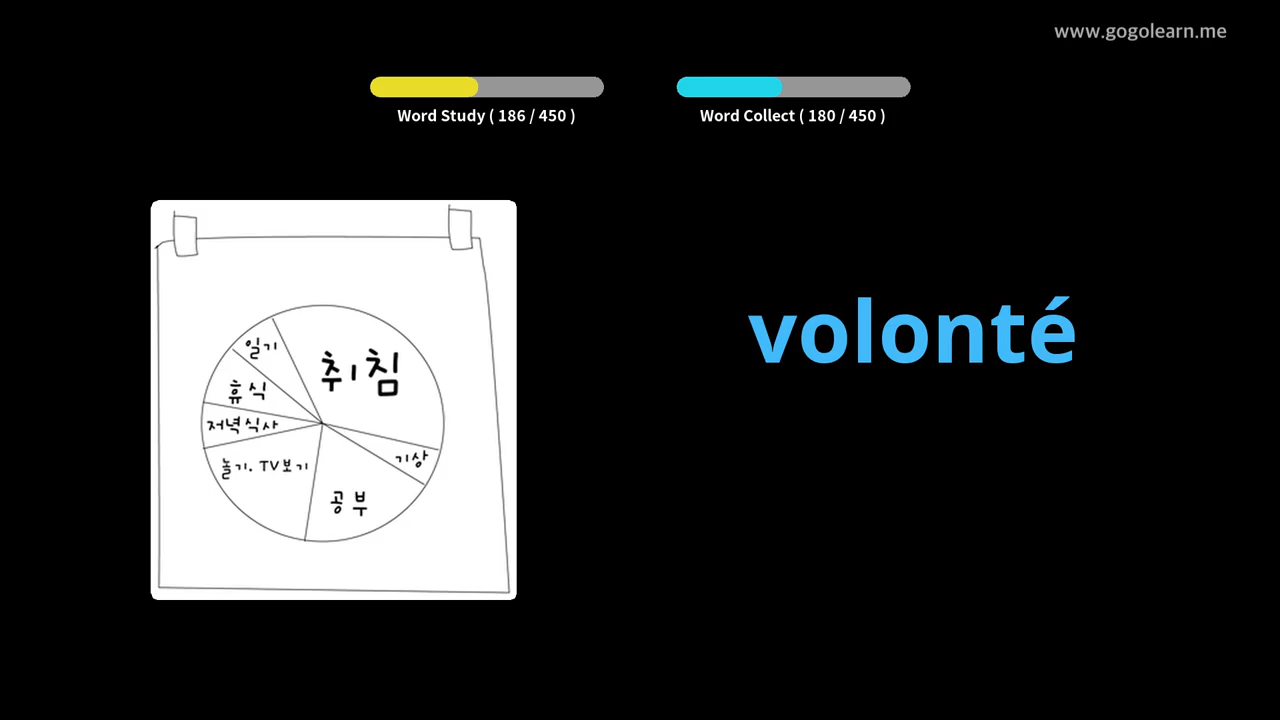 www.gogolearn.me
Word Study ( 186 / 450 )
Word Collect ( 180 / 450 )
일기
취침
휴식
저녁식사
기상
놀기. TV보기
공부
volonté